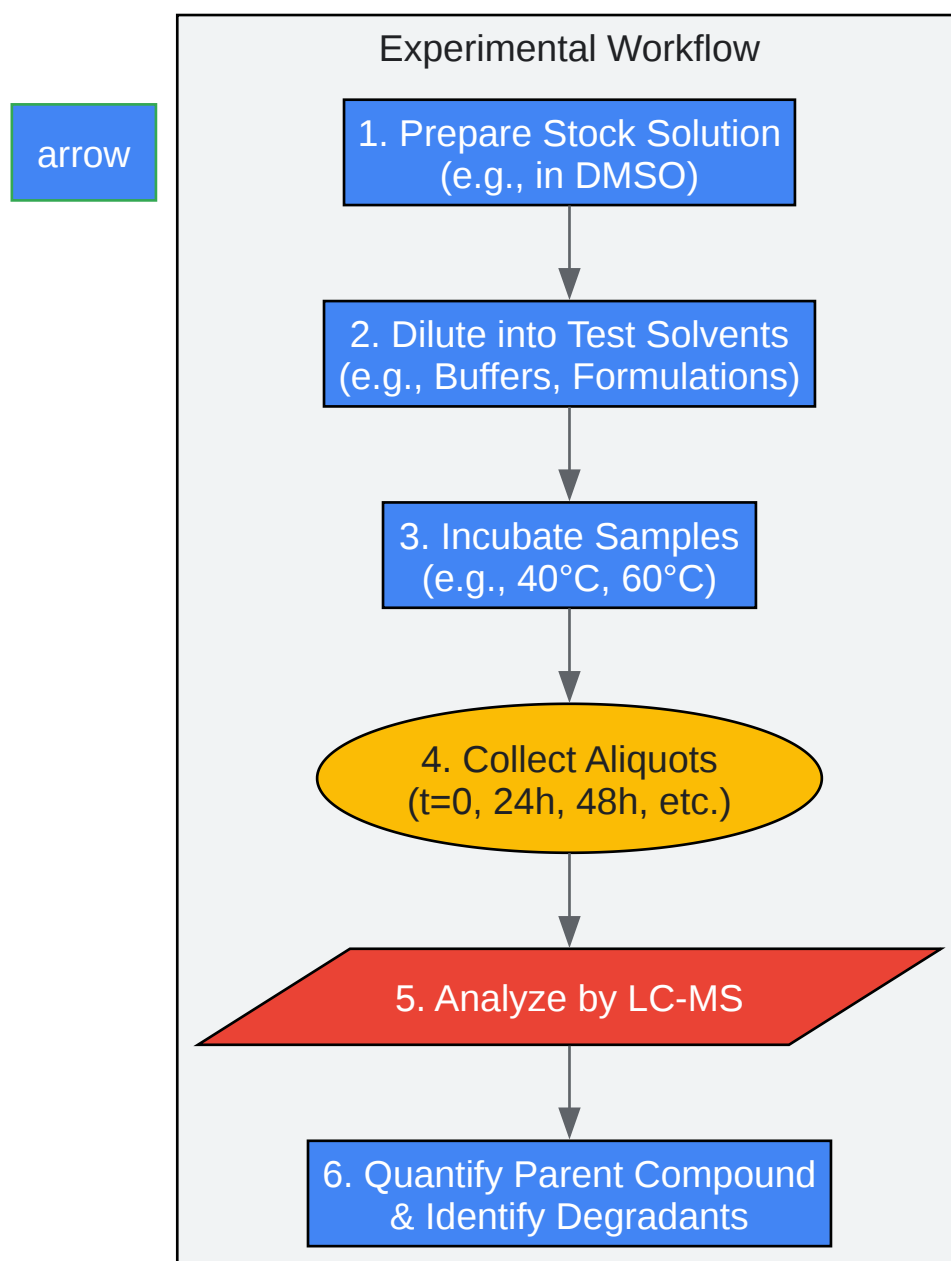 Experimental Workflow
arrow
1. Prepare Stock Solution
(e.g., in DMSO)
2. Dilute into Test Solvents
(e.g., Buffers, Formulations)
3. Incubate Samples
(e.g., 40°C, 60°C)
4. Collect Aliquots
(t=0, 24h, 48h, etc.)
5. Analyze by LC-MS
6. Quantify Parent Compound
& Identify Degradants